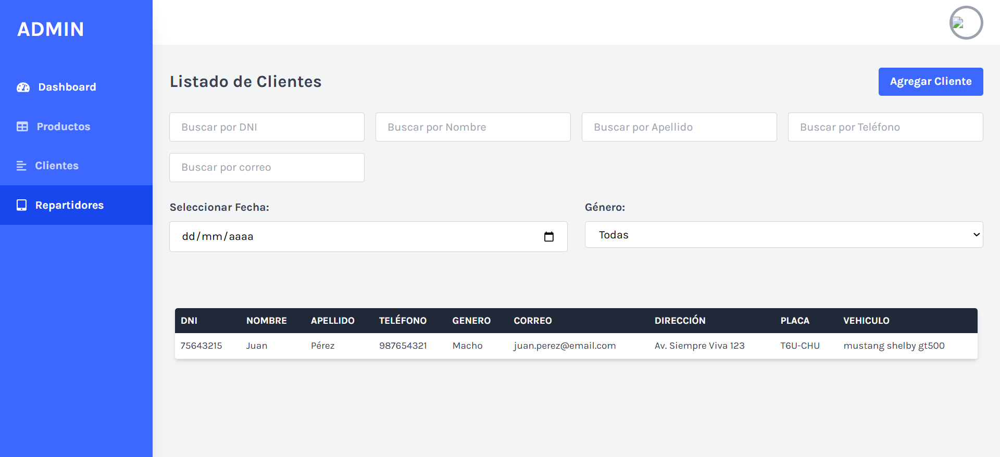 ADMIN
Dashboard
Productos
Clientes
Repartidores
Listado de Clientes
Agregar Cliente
Buscar por DNI
Buscar por Nombre
Buscar por Apellido
Buscar por Teléfono
Buscar por correo
Seleccionar Fecha:
Género:
dd/mm/aaaa
Todas
DNI NOMBRE APELLIDO TELÉFONO GENERO CORREO DIRECCIÓN PLACA VEHICULO
75643215 Juan Pérez 987654321 Macho juan.perez@email.com Av. Siempre Viva 123 T6U-CHU mustang shelby gt500